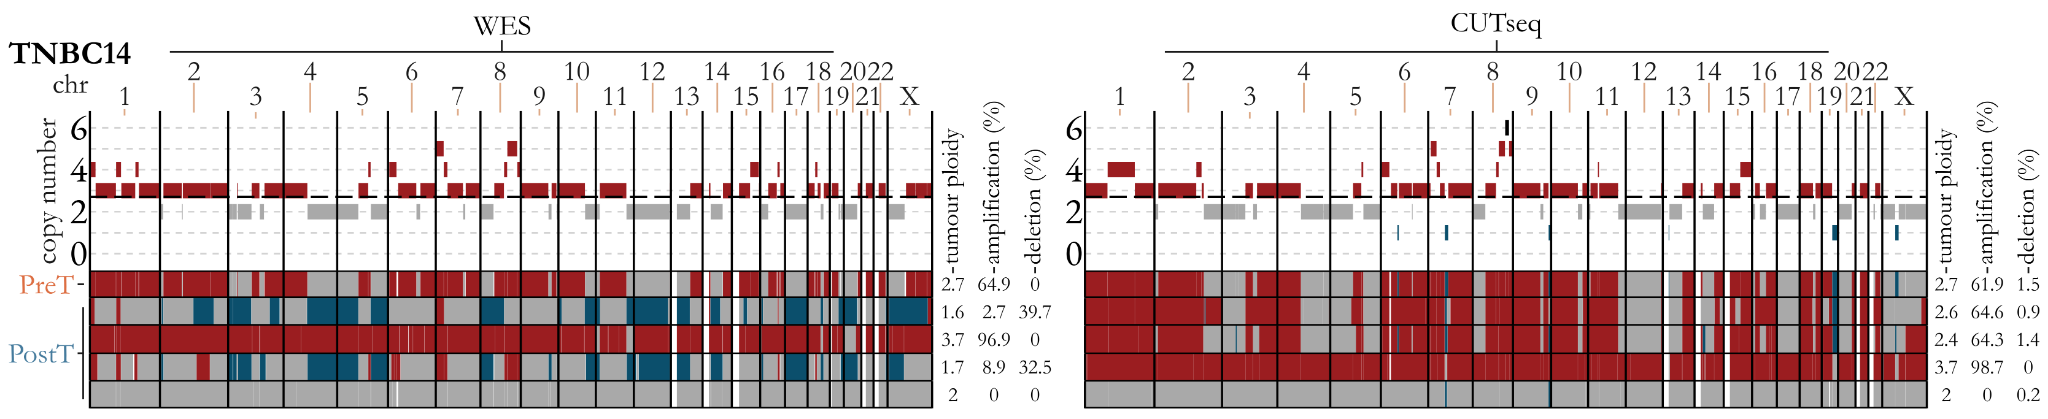 TNBC14
WES
CUTseq
chr
2 4 6 8 10 12 14 16 18 20 22
1 3 5 7 9 11 13 15 17 19 21 X
2 4 6 8 10 12 14 16 18 20 22
1 3 5 7 9 11 13 15 17 19 21 X
copy number
6
4
2
0
6
4
2
0
-tumour ploidy
-amplification (%)
-deletion (%)
-tumour ploidy
-amplification (%)
-deletion (%)
PreT- 2.7 64.9 0 2.7 61.9 1.5
1.6 2.7 39.7 2.6 64.6 0.9
3.7 96.9 0 2.4 64.3 1.4
PostT 1.7 8.9 32.5 3.7 98.7 0
2 0 0 2 0 0.2